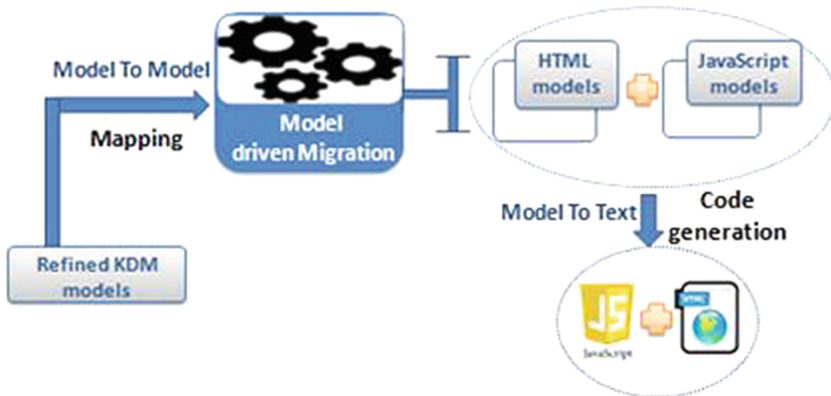 Model To Model
Mapping
Model
driven Migration
HTML
models
JavaScript
models
Refined KDM
models
Model To Text
Code
generation
JS
JavaScript
HTML